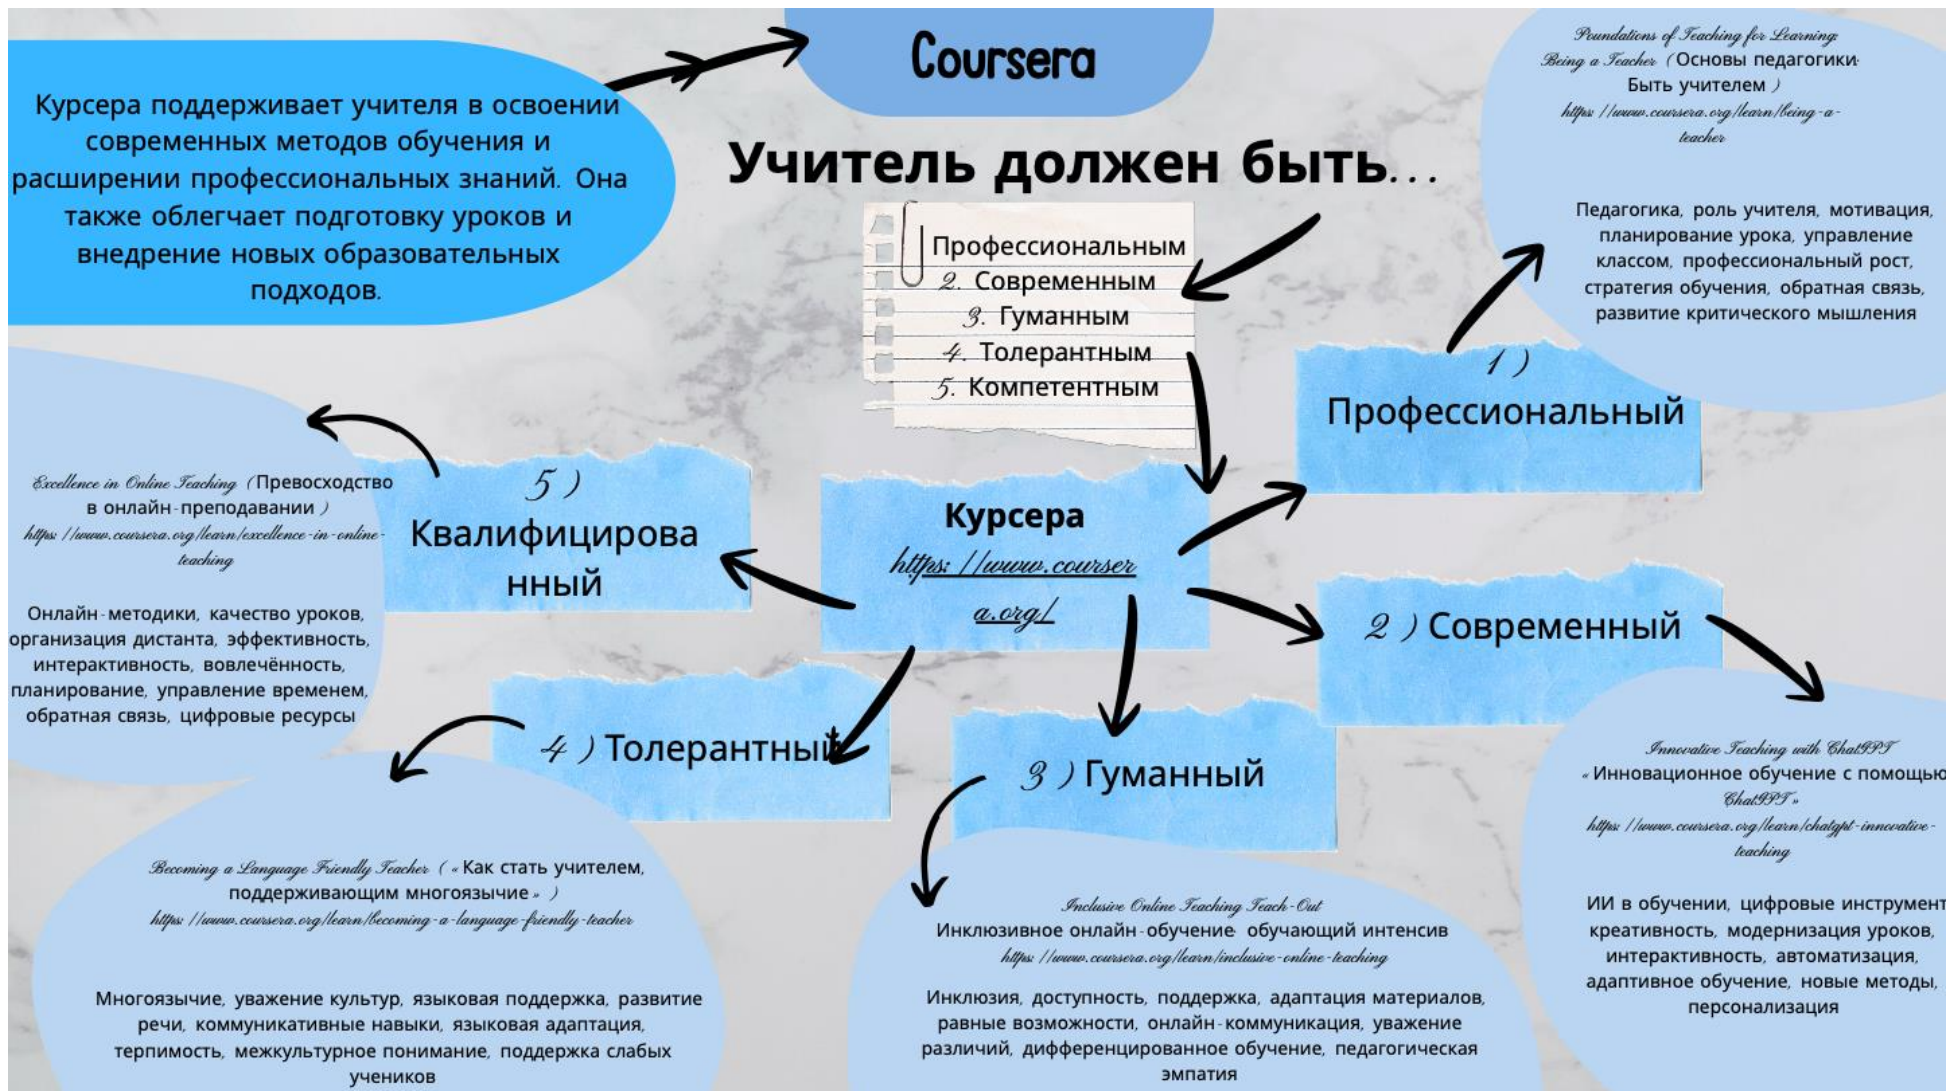 Coursera
Курсера поддерживает учителя в освоении
современных методов обучения и
расширении профессиональных знаний. Она
также облегчает подготовку уроков и
внедрение новых образовательных
подходов.
Учитель должен быть...
Профессиональным
2. Современным
3. Гуманным
4. Толерантным
5. Компетентным
Foundations of Teaching for Learning:
Being a Teacher (Основы педагогики:
Быть учителем)
https://www.coursera.org/learn/being-a-
teacher
Педагогика, роль учителя, мотивация,
планирование урока, управление
классом, профессиональный рост,
стратегия обучения, обратная связь,
развитие критического мышления
1)
Профессиональный
Курсера
https://www.courser
a.org/
5)
Квалифицирова
нный
Excellence in Online Teaching (Превосходство
в онлайн-преподавании)
https://www.coursera.org/learn/excellence-in-online-
teaching
Онлайн-методики, качество уроков,
организация дистанта, эффективность,
интерактивность, вовлечённость,
планирование, управление временем,
обратная связь, цифровые ресурсы
2) Современный
Innovative Teaching with ChatGPT
«Инновационное обучение с помощью
ChatGPT»
https://www.coursera.org/learn/chatgpt-innovative-
teaching
ИИ в обучении, цифровые инструмент
креативность, модернизация уроков,
интерактивность, автоматизация,
адаптивное обучение, новые методы,
персонализация
4) Толерантный
Becoming a Language Friendly Teacher («Как стать учителем,
поддерживающим многоязычие»)
https://www.coursera.org/learn/becoming-a-language-friendly-teacher
Многоязычие, уважение культур, языковая поддержка, развитие
речи, коммуникативные навыки, языковая адаптация,
терпимость, межкультурное понимание, поддержка слабых
учеников
3) Гуманный
Inclusive Online Teaching Teach-Out
Инклюзивное онлайн-обучение: обучающий интенсив
https://www.coursera.org/learn/inclusive-online-teaching
Инклюзия, доступность, поддержка, адаптация материалов,
равные возможности, онлайн-коммуникация, уважение
различий, дифференцированное обучение, педагогическая
эмпатия